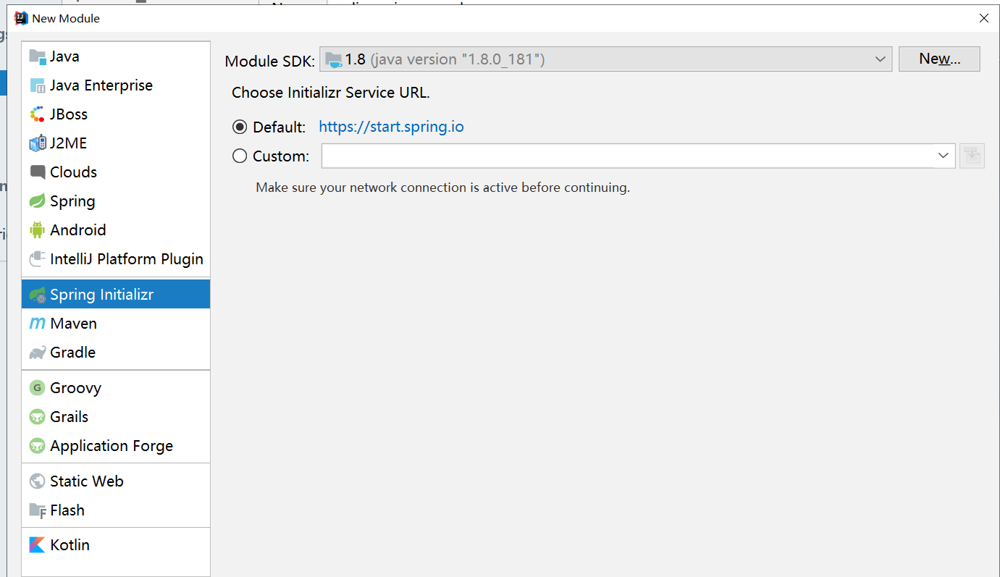 New Module
Java
Java Enterprise
JBoss
J2ME
Clouds
Spring
Android
IntelliJ Platform Plugin
Spring Initializr
Maven
Gradle
Groovy
Grails
Application Forge
Static Web
Flash
Kotlin
Module SDK: 1.8 (java version "1.8.0_181") New...
Choose Initializr Service URL.
Default: https://start.spring.io
Custom:
Make sure your network connection is active before continuing.